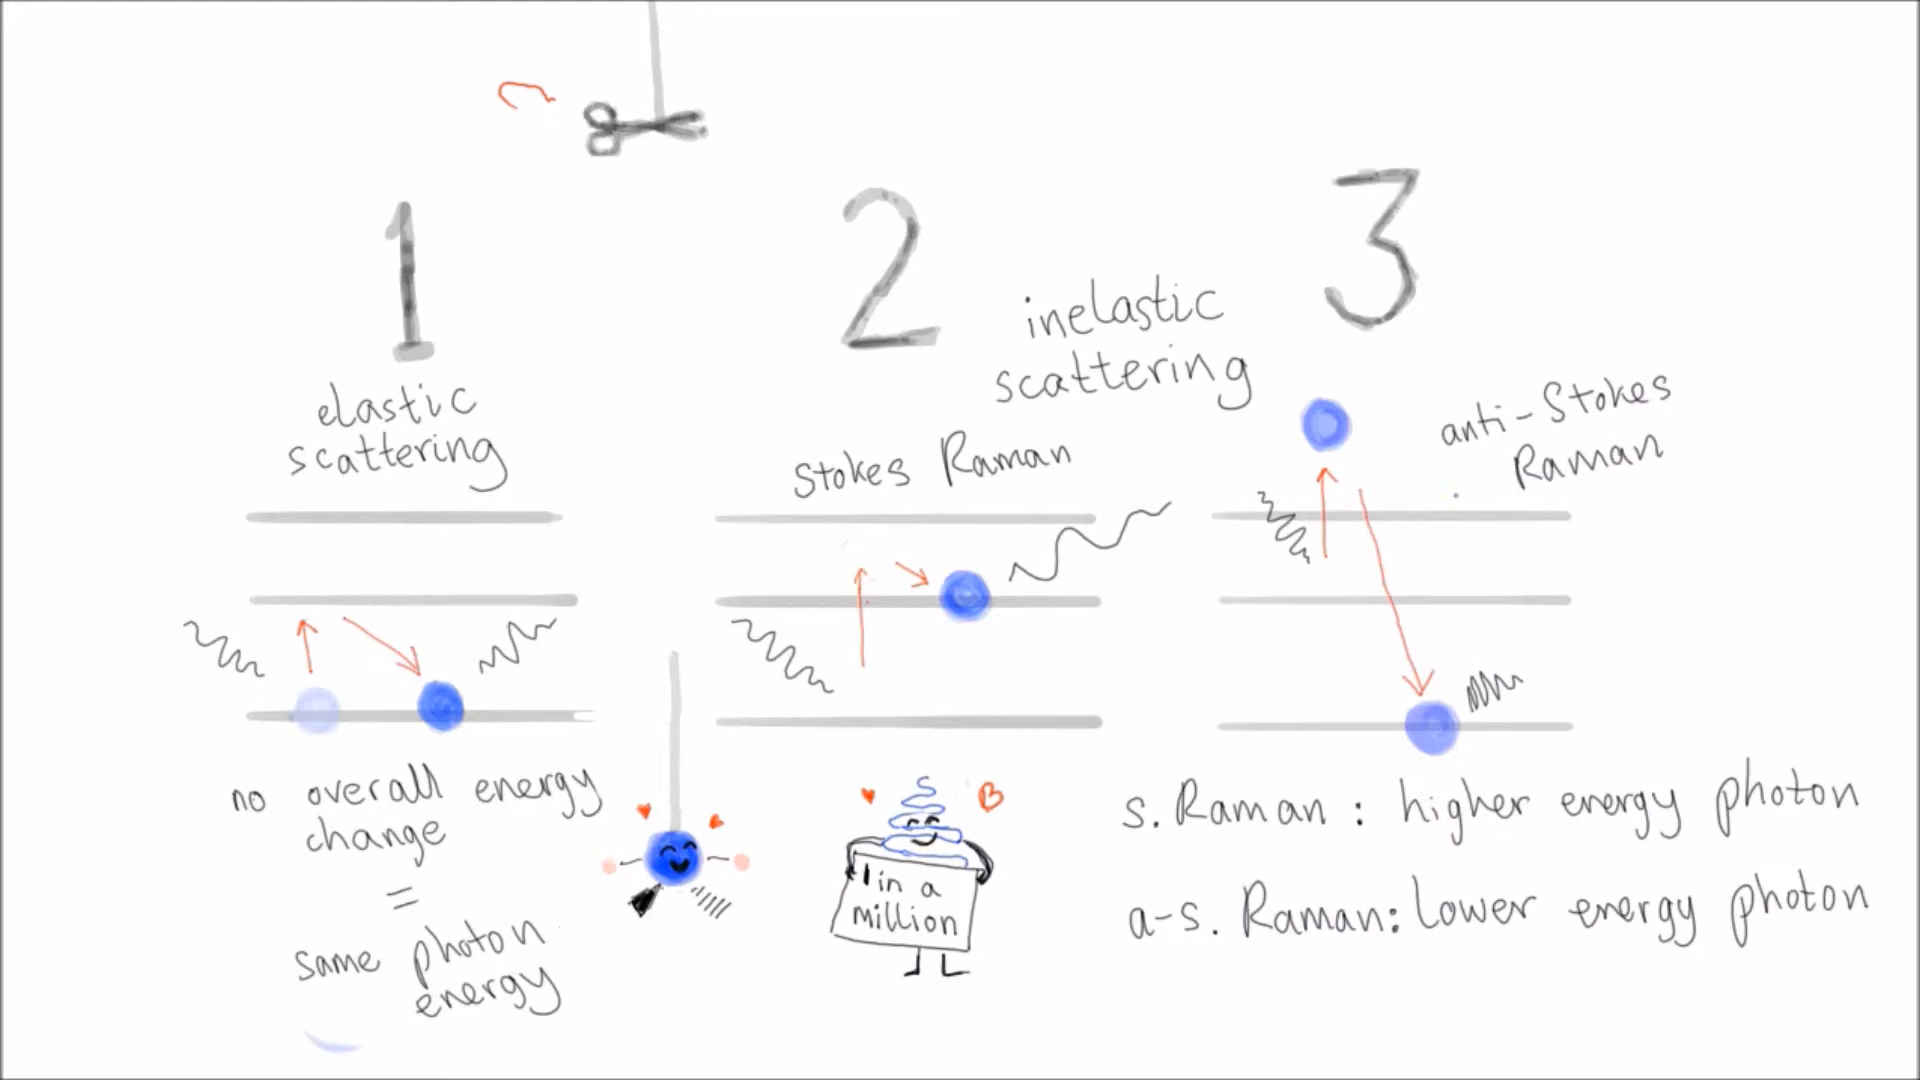 1
2
3
elastic
scattering
inelastic
scattering
Stokes Raman
anti-Stokes
Raman
no overall energy
change
=
same photon
energy
1 in a
million
s. Raman : higher energy photon
a-s. Raman: lower energy photon